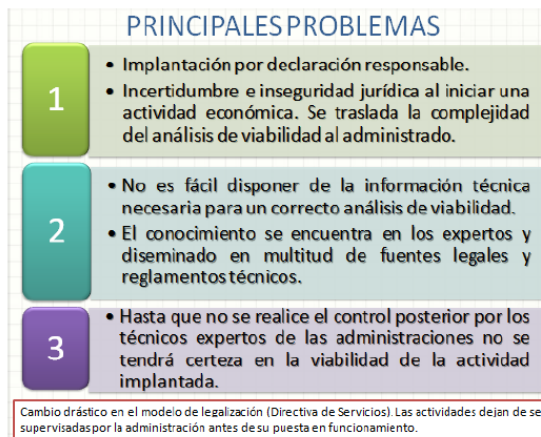 PRINCIPALES PROBLEMAS
1
• Implantación por declaración responsable.
• Incertidumbre e inseguridad jurídica al iniciar una
actividad económica. Se traslada la complejidad
del análisis de viabilidad al administrado.
2
• No es fácil disponer de la información técnica
necesaria para un correcto análisis de viabilidad.
• El conocimiento se encuentra en los expertos y
diseminado en multitud de fuentes legales y
reglamentos técnicos.
3
• Hasta que no se realice el control posterior por los
técnicos expertos de las administraciones no se
tendrá certeza en la viabilidad de la actividad
implantada.
Cambio drástico en el modelo de legalización (Directiva de Servicios). Las actividades dejan de se
supervisadas por la administración antes de su puesta en funcionamiento.